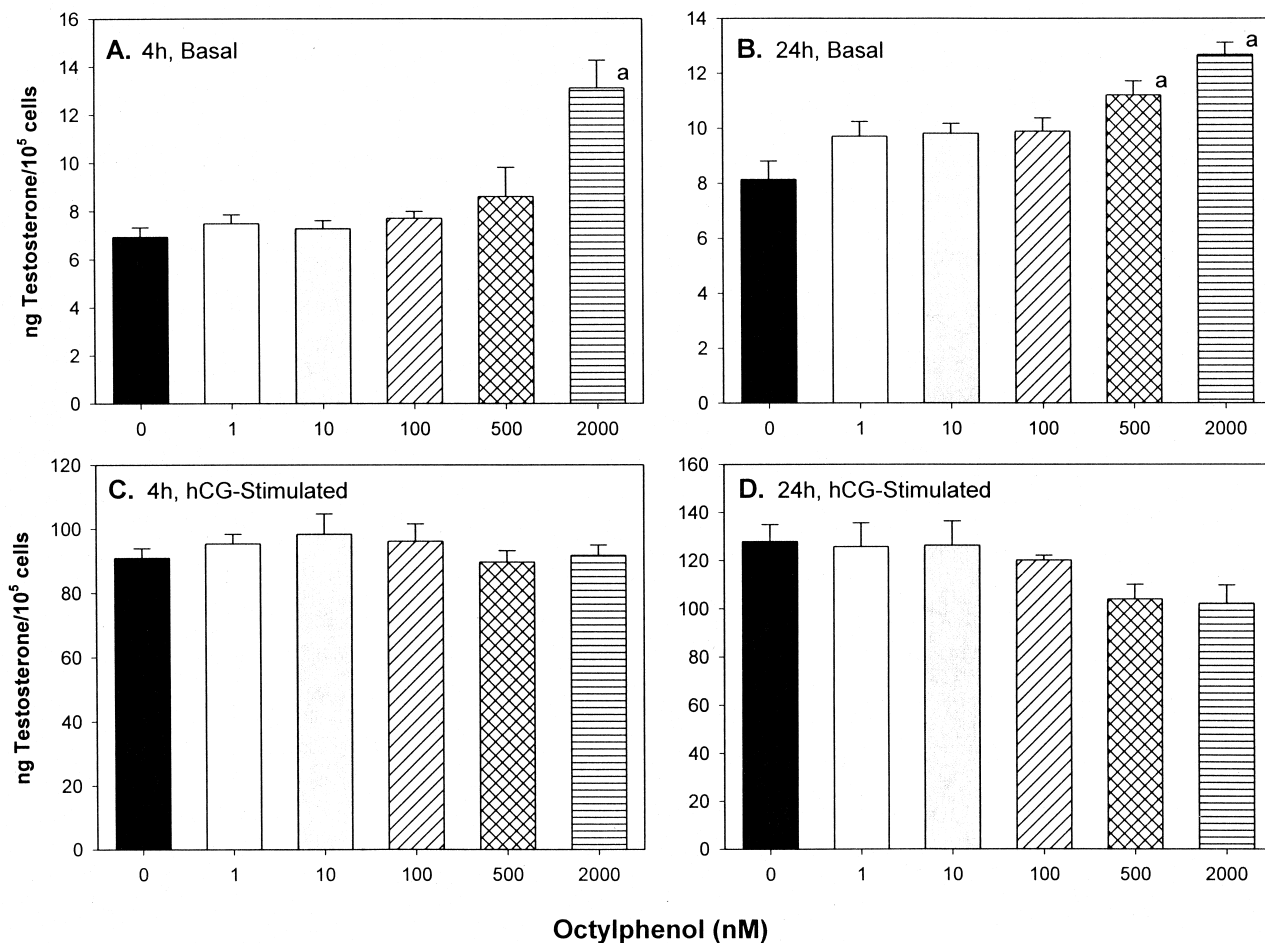 A. 4h, Basal
a
16
14
12
10
8
6
4
2
0
ng Testosterone/10⁵ cells
0 1 10 100 500 2000
B. 24h, Basal
a
a
14
12
10
8
6
4
2
0
0 1 10 100 500 2000
C. 4h, hCG-Stimulated
120
100
80
60
40
20
0
ng Testosterone/10⁵ cells
0 1 10 100 500 2000
D. 24h, hCG-Stimulated
160
140
120
100
80
60
40
20
0
0 1 10 100 500 2000
Octylphenol (nM)